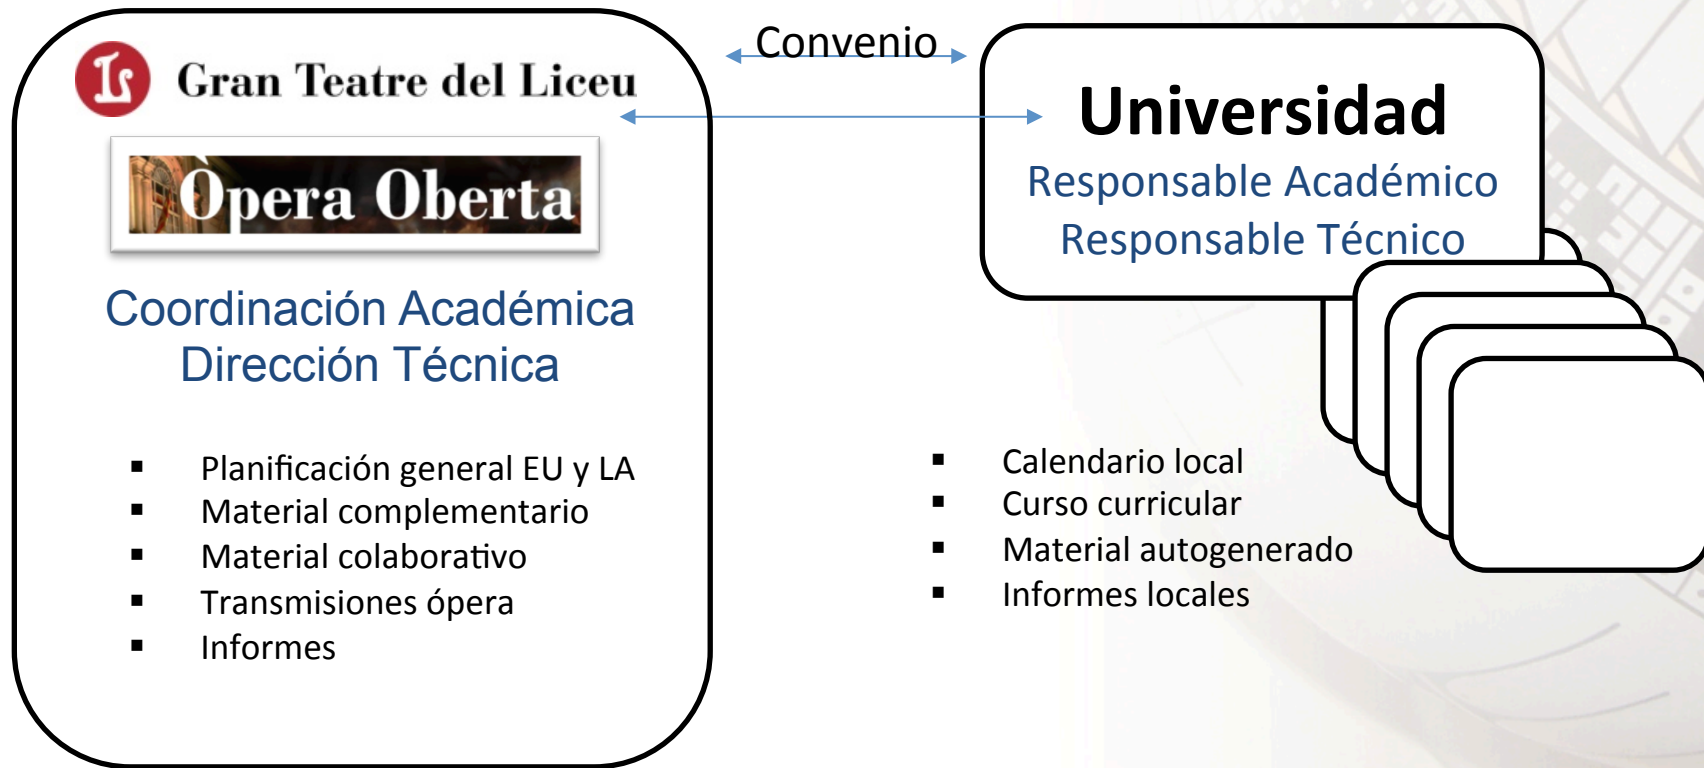 Gran Teatre del Liceu
Òpera Oberta
Coordinación Académica
Dirección Técnica
▪ Planificación general EU y LA
▪ Material complementario
▪ Material colaborativo
▪ Transmisiones ópera
▪ Informes
Convenio
Universidad
Responsable Académico
Responsable Técnico
▪ Calendario local
▪ Curso curricular
▪ Material autogenerado
▪ Informes locales